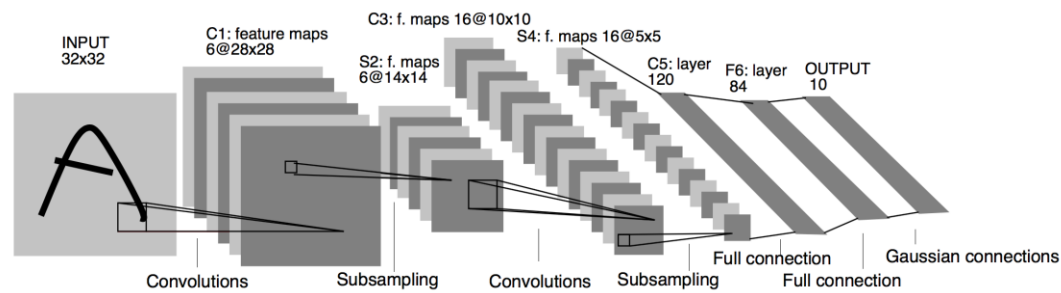 INPUT
32x32
C1: feature maps
6@28x28
S2: f. maps
6@14x14
C3: f. maps 16@10x10
S4: f. maps 16@5x5
C5: layer
120
F6: layer
84
OUTPUT
10
Convolutions
Subsampling
Convolutions
Subsampling
Full connection
Full connection
Gaussian connections
A